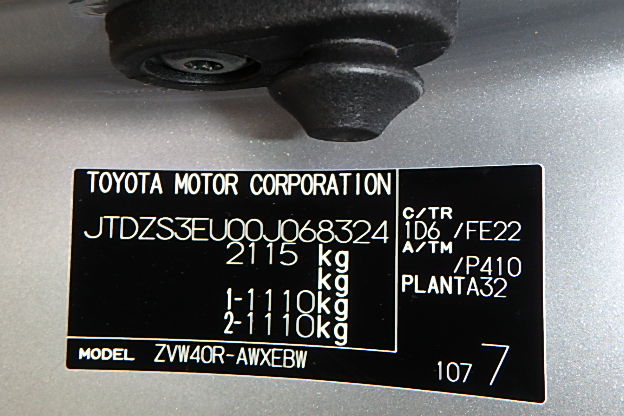 TOYOTA MOTOR CORPORATION
JTDZS3EU00J068324
2115 kg
kg
1-1110kg
2-1110kg
C/TR
1D6 /FE22
A/TM
/P410
PLANTA32
MODEL ZVW40R-AWXEBW
107 7